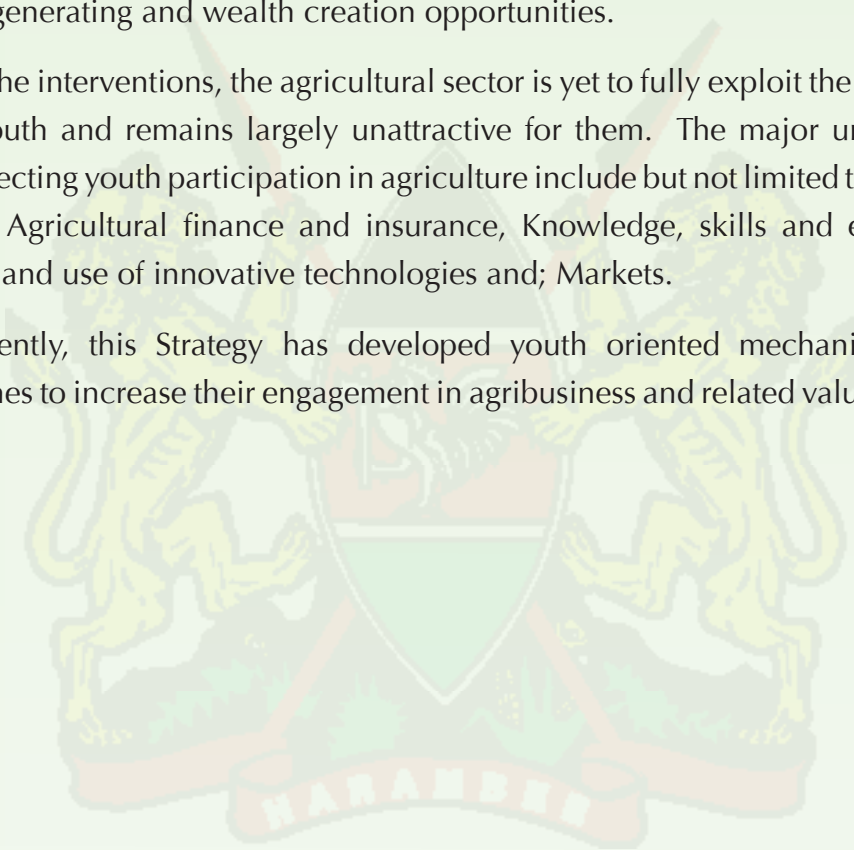 generating and wealth creation opportunities.
he interventions, the agricultural sector is yet to fully exploit the
outh and remains largely unattractive for them. The major un
ecting youth participation in agriculture include but not limited t
Agricultural finance and insurance, Knowledge, skills and e
and use of innovative technologies and; Markets.
ently, this Strategy has developed youth oriented mechani
nes to increase their engagement in agribusiness and related valu
HARAMBEE